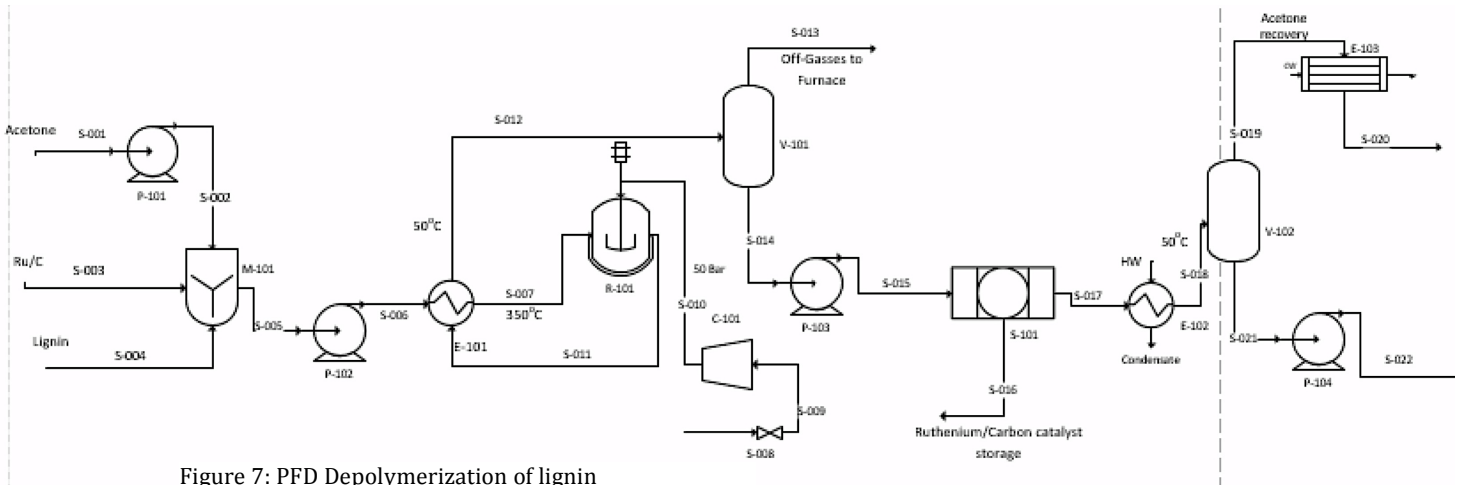 S-013
Off-Gasses to
Furnace
Acetone
recovery
E-103
CW
S-012
V-101
S-019
S-020
Acetone
S-001
P-101
S-002
50°C
S-014
50°C
V-102
Ru/C
S-003
M-101
R-101
50 Bar
S-015
S-017
HW
S-018
S-005
S-006
S-007
350°C
S-010
C-101
P-103
S-101
E-102
Lignin
S-004
P-102
E-101
S-011
S-016
Condensate
S-021
S-022
P-104
S-009
S-008
Ruthenium/Carbon catalyst
storage
Figure 7: PFD Depolymerization of lignin